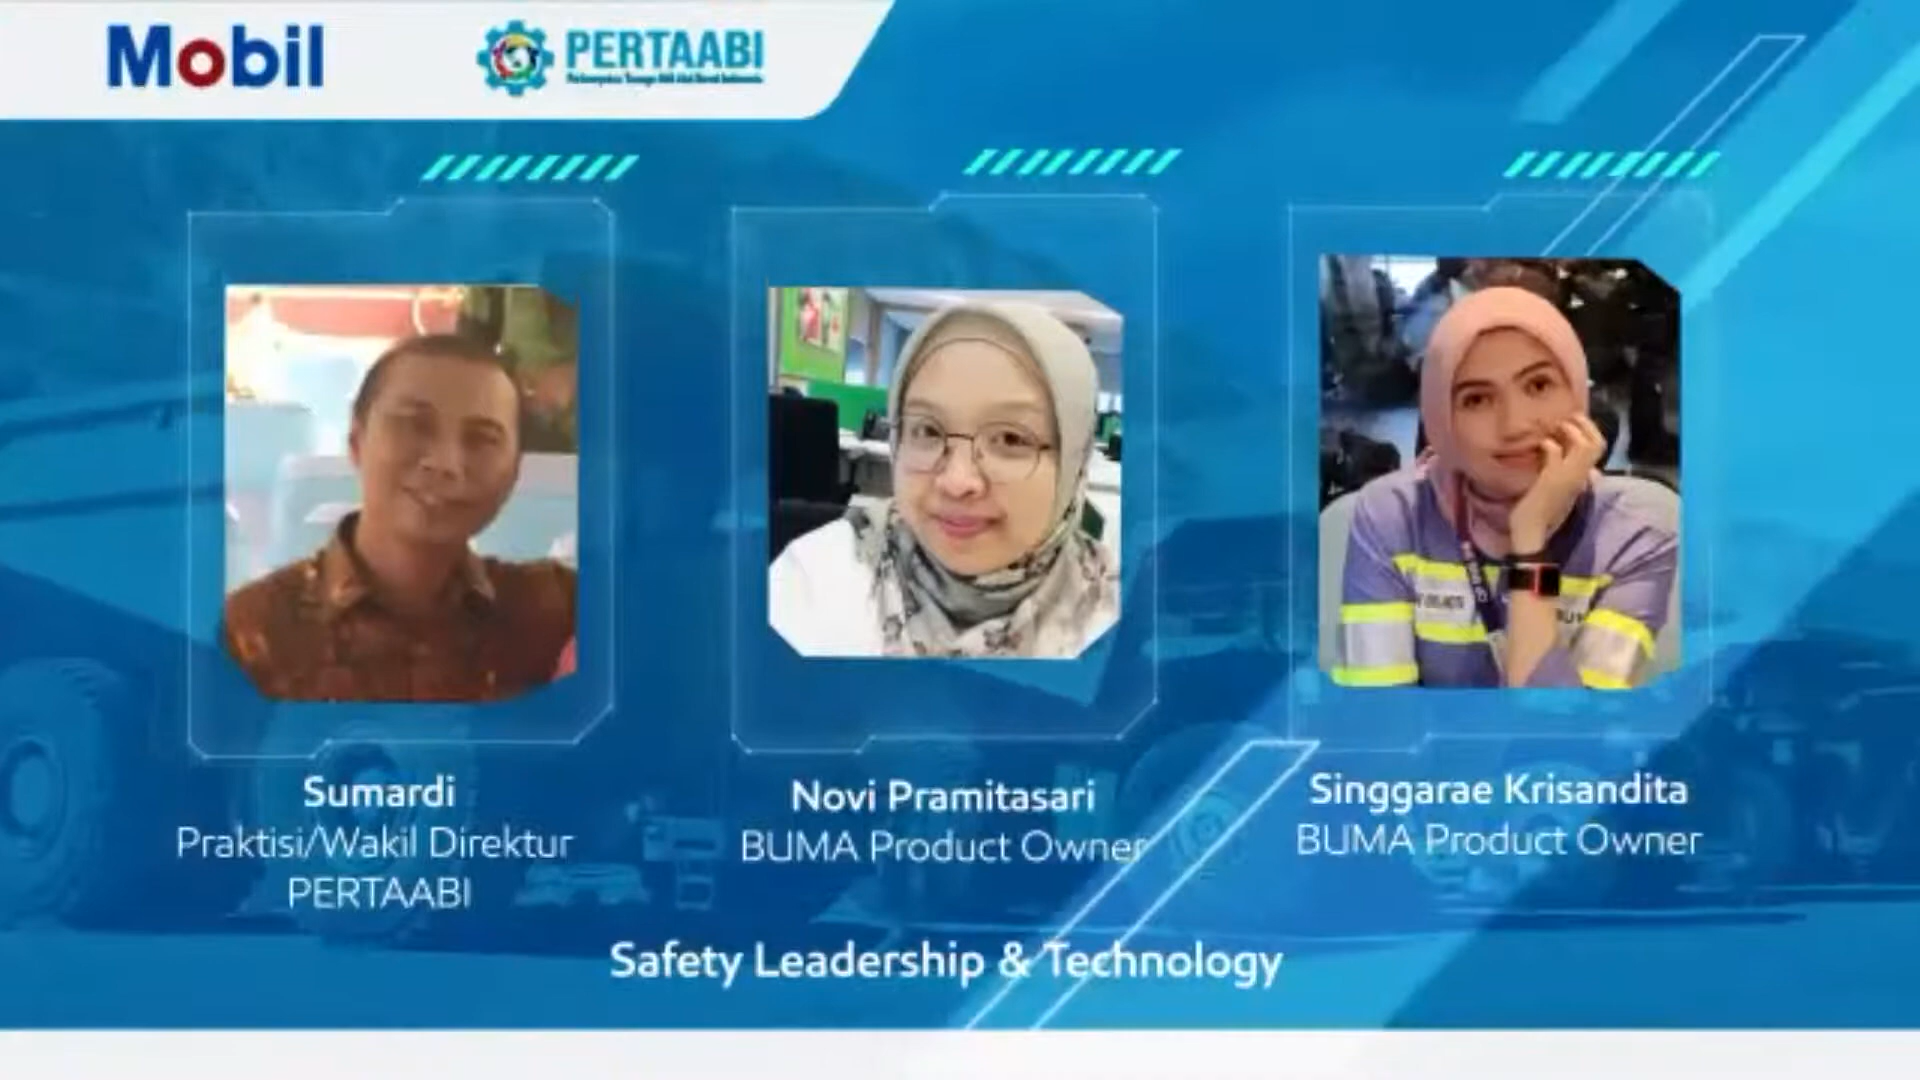 Mobil
PERTAABI
Sumardi
Praktisi/Wakil Direktur
PERTAABI
Novi Pramitasari
BUMA Product Owner
Singgarae Krisandita
BUMA Product Owner
Safety Leadership & Technology